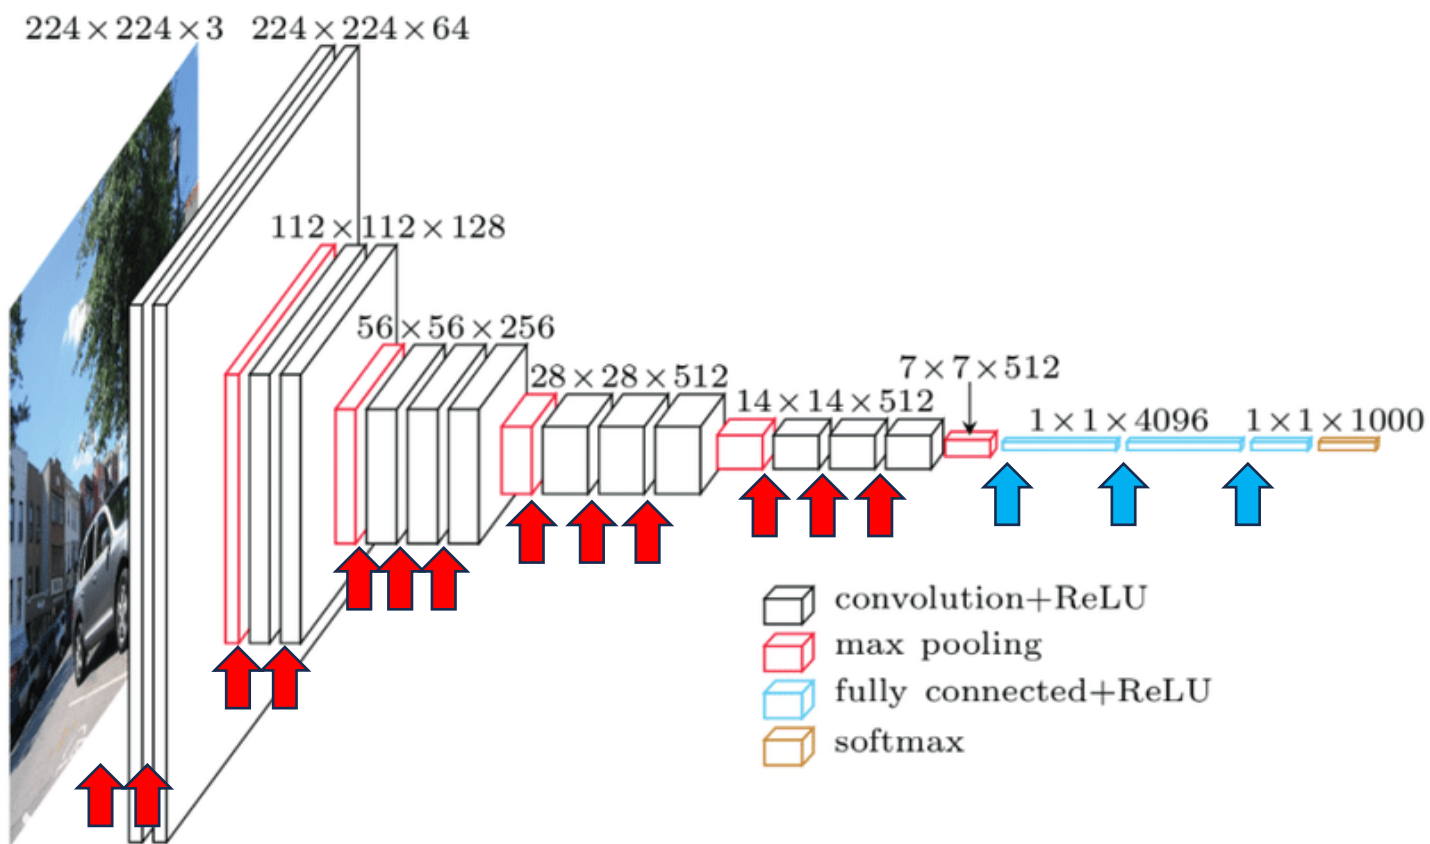 224×224×3
224×224×64
112×112×128
56×56×256
28×28×512
14×14×512
7×7×512
1×1×4096
1×1×1000
convolution+ReLU
max pooling
fully connected+ReLU
softmax